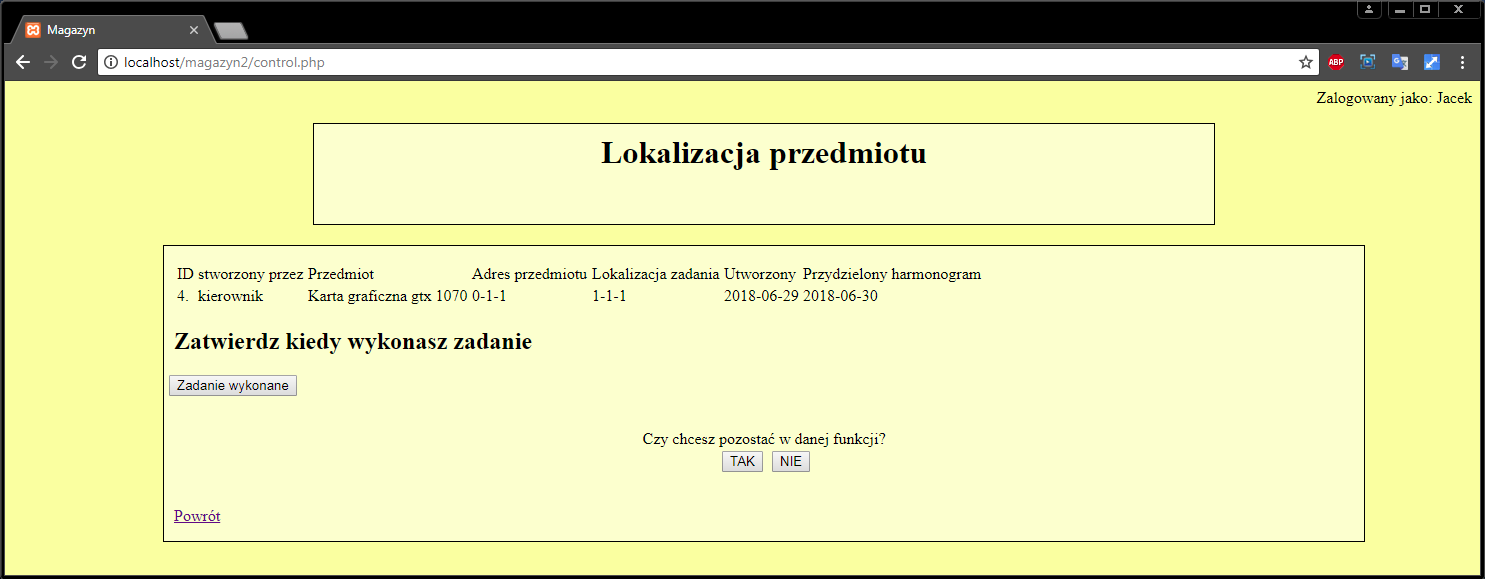 Magazyn
localhost/magazyn2/control.php
ABP
Zalogowany jako: Jacek
Lokalizacja przedmiotu
ID stworzony przez Przedmiot Adres przedmiotu Lokalizacja zadania Utworzony Przydzielony harmonogram
4. kierownik Karta graficzna gtx 1070 0-1-1 1-1-1 2018-06-29 2018-06-30
Zatwierdz kiedy wykonasz zadanie
Zadanie wykonane
Czy chcesz pozostać w danej funkcji?
TAK NIE
Powrót